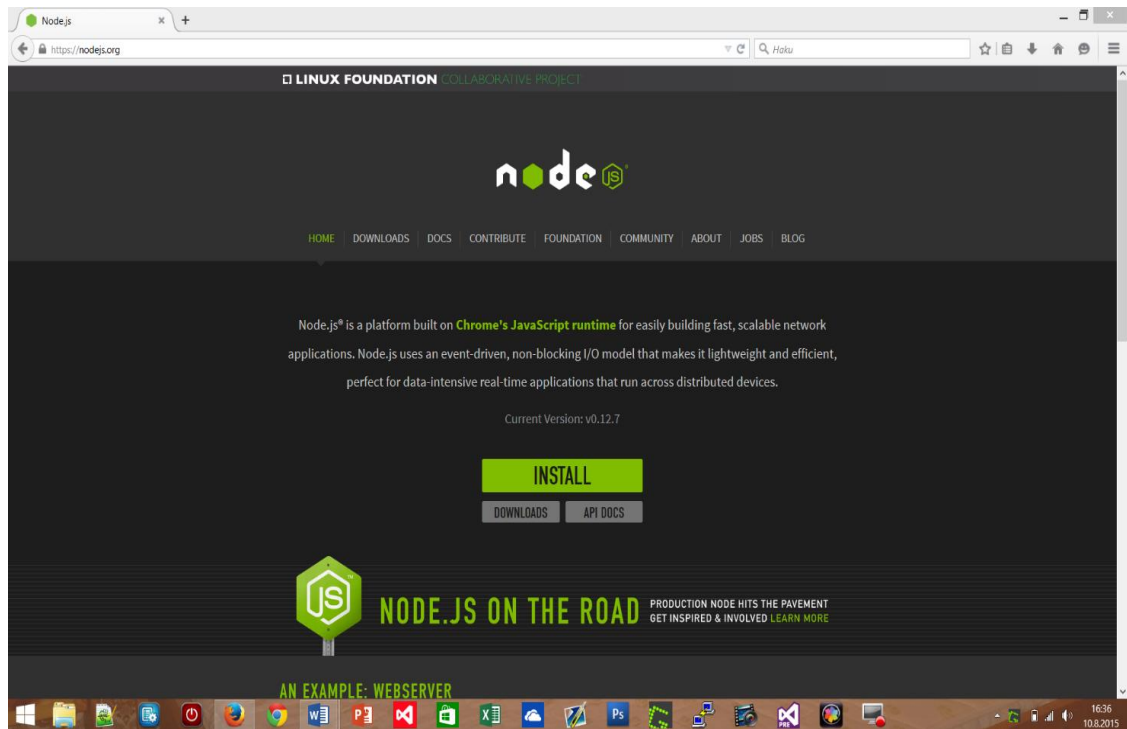 Node.js
https://nodejs.org
Haku
LINUX FOUNDATION COLLABORATIVE PROJECT
node JS
HOME DOWNLOADS DOCS CONTRIBUTE FOUNDATION COMMUNITY ABOUT JOBS BLOG
Node.js® is a platform built on Chrome's JavaScript runtime for easily building fast, scalable network
applications. Node.js uses an event-driven, non-blocking I/O model that makes it lightweight and efficient,
perfect for data-intensive real-time applications that run across distributed devices.
Current Version: v0.12.7
INSTALL
DOWNLOADS API DOCS
JS
NODE.JS ON THE ROAD
PRODUCTION NODE HITS THE PAVEMENT
GET INSPIRED & INVOLVED LEARN MORE
AN EXAMPLE: WEBSERVER
Ps
PRE
16:36
10.8.2015